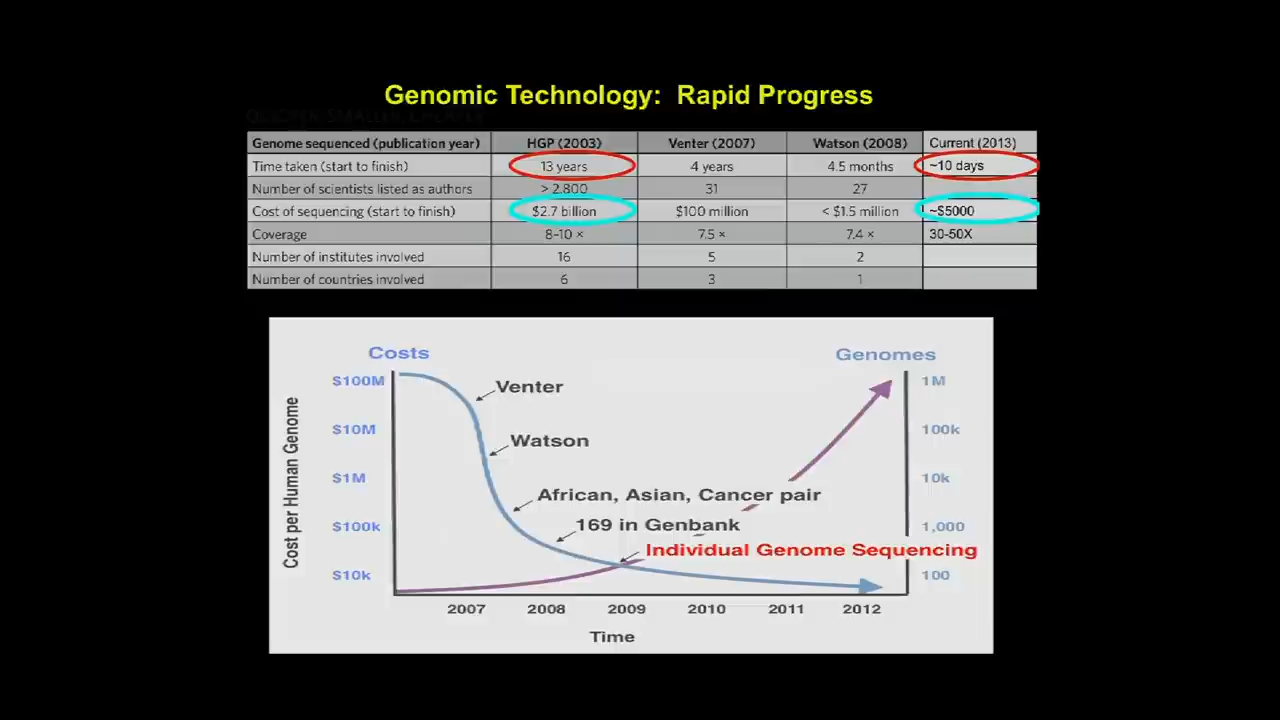 Genomic Technology: Rapid Progress
QUICKER, SMALLER, CHEAPER
Genome sequenced (publication year) HGP (2003) Venter (2007) Watson (2008) Current (2013)
Time taken (start to finish) 13 years 4 years 4.5 months ~10 days
Number of scientists listed as authors > 2,800 31 27
Cost of sequencing (start to finish) $2.7 billion $100 million < $1.5 million ~$5000
Coverage 8-10 × 7.5 × 7.4 × 30-50X
Number of institutes involved 16 5 2
Number of countries involved 6 3 1
Costs Genomes
Cost per Human Genome
$100M 1M
Venter
$10M 100k
Watson
$1M 10k
African, Asian, Cancer pair
$100k 1,000
169 in Genbank
Individual Genome Sequencing
$10k 100
2007 2008 2009 2010 2011 2012
Time